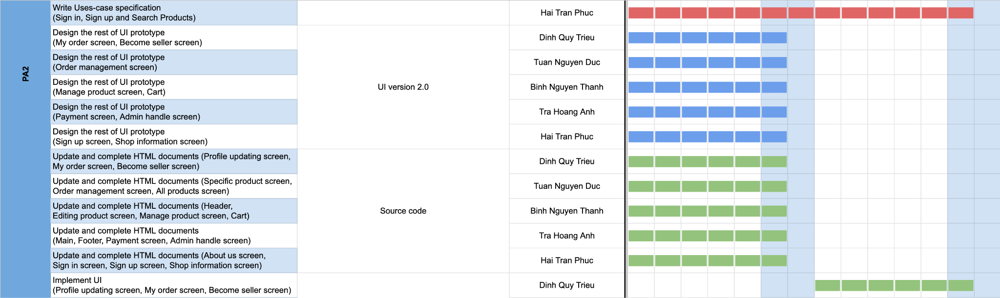 PA2
Write Uses-case specification
(Sign in, Sign up and Search Products)
Hai Tran Phuc
Design the rest of UI prototype
(My order screen, Become seller screen)
UI version 2.0
Dinh Quy Trieu
Design the rest of UI prototype
(Order management screen)
Tuan Nguyen Duc
Design the rest of UI prototype
(Manage product screen, Cart)
Binh Nguyen Thanh
Design the rest of UI prototype
(Payment screen, Admin handle screen)
Tra Hoang Anh
Design the rest of UI prototype
(Sign up screen, Shop information screen)
Hai Tran Phuc
Update and complete HTML documents (Profile updating screen,
My order screen, Become seller screen)
Source code
Dinh Quy Trieu
Update and complete HTML documents (Specific product screen,
Order management screen, All products screen)
Tuan Nguyen Duc
Update and complete HTML documents (Header,
Editing product screen, Manage product screen, Cart)
Binh Nguyen Thanh
Update and complete HTML documents
(Main, Footer, Payment screen, Admin handle screen)
Tra Hoang Anh
Update and complete HTML documents (About us screen,
Sign in screen, Sign up screen, Shop information screen)
Hai Tran Phuc
Implement UI
(Profile updating screen, My order screen, Become seller screen)
Dinh Quy Trieu